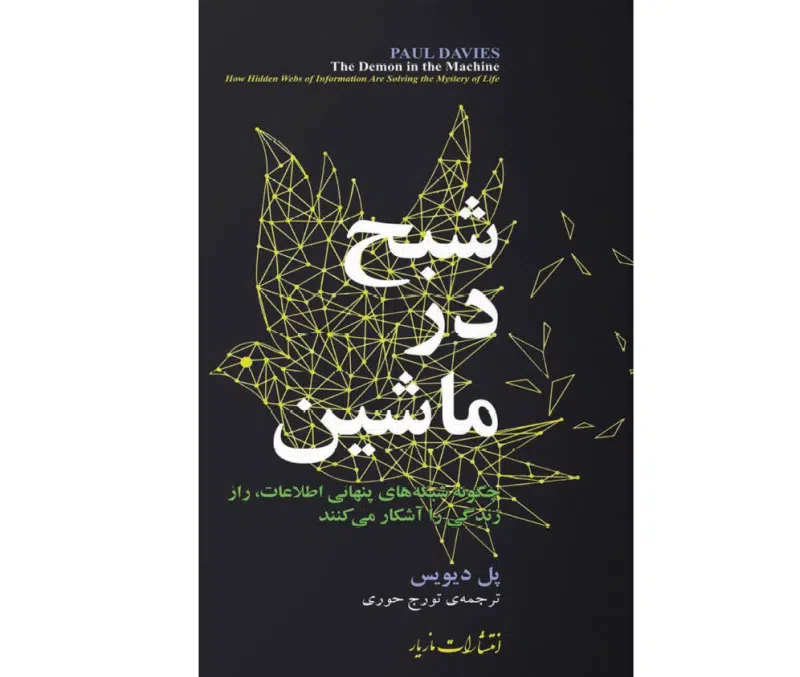 PAUL DAVIES
The Demon in the Machine
How Hidden Webs of Information Are Solving the Mystery of Life
شبح
در
ماشین
چگونه شبکه‌های پنهانی اطلاعات، راز
زندگی را آشکار می‌کنند
پل دیویس
ترجمه‌ی تورج حوری
انتشارات مازیار